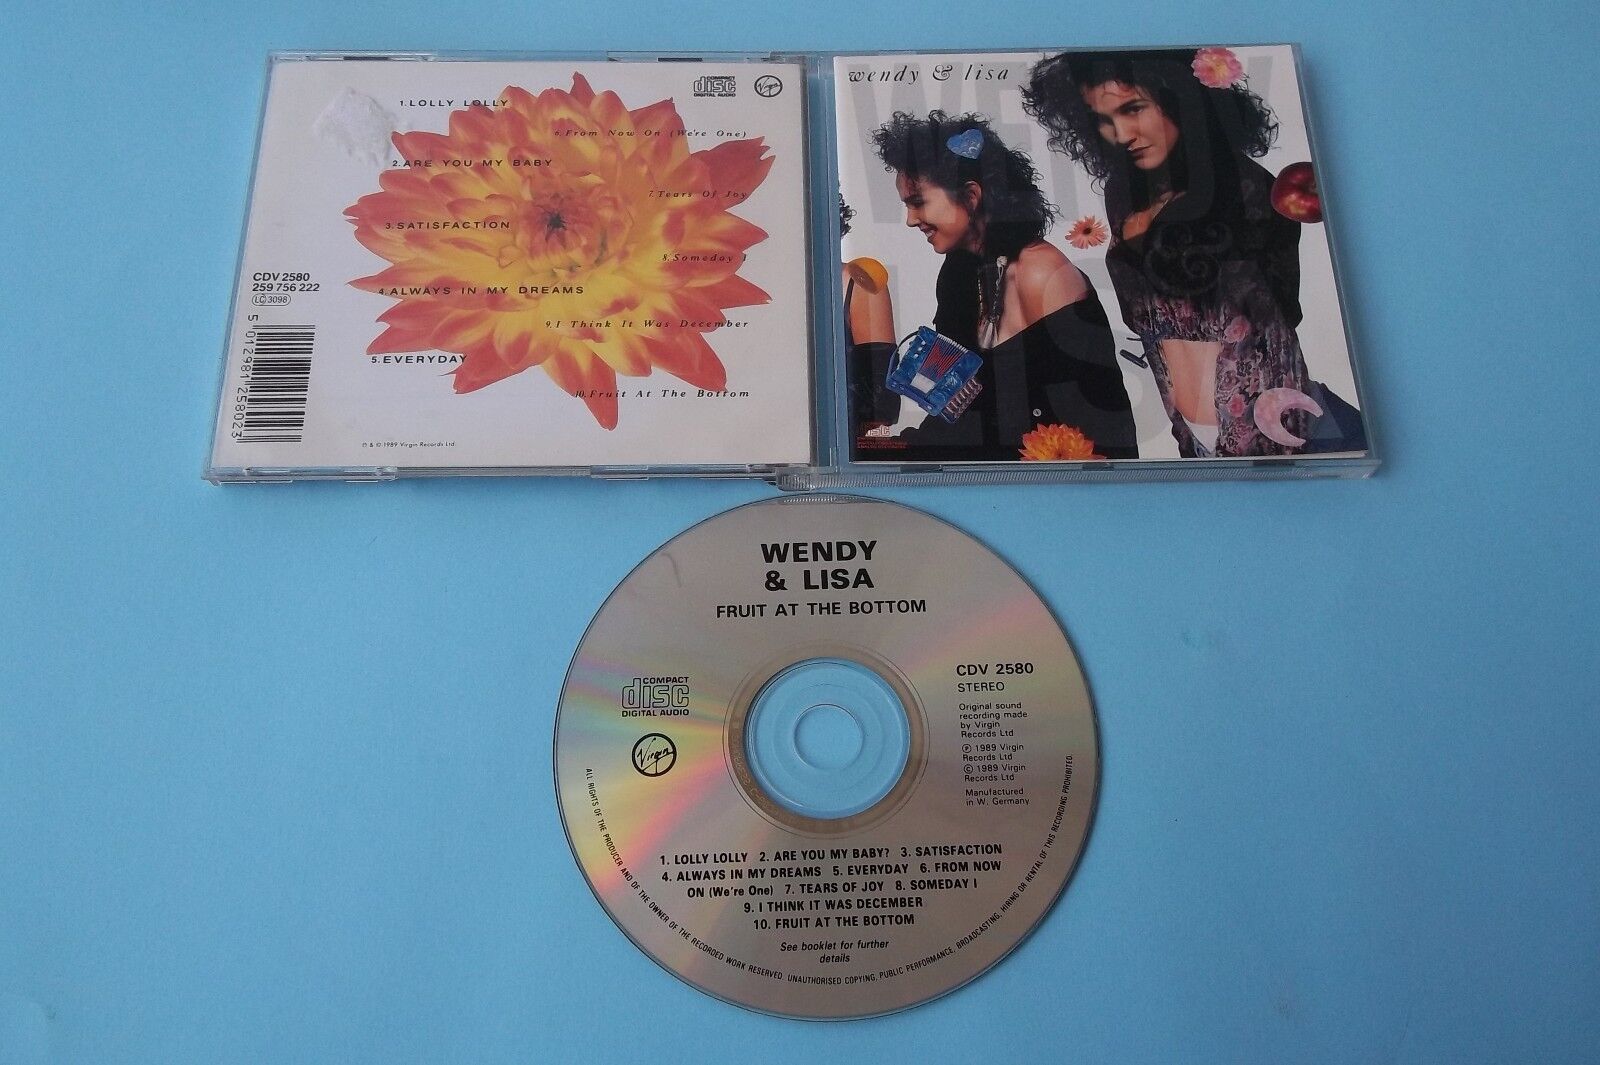 1.LOLLY LOLLY
6.From Now On (We're One)
2.ARE YOU MY BABY
7.Tears Of Joy
3.SATISFACTION
8.Someday I
4.ALWAYS IN MY DREAMS
9.I Think It Was December
5.EVERYDAY
10.Fruit At The Bottom
COMPACT
disc
DIGITAL AUDIO
Virgin
CDV 2580
259 756 222
LC 3098
5 012981 258023
℗ & © 1989 Virgin Records Ltd.
wendy & lisa
WENDY
&
LISA
disc
WENDY
& LISA
FRUIT AT THE BOTTOM
COMPACT
disc
DIGITAL AUDIO
Virgin
CDV 2580
STEREO
Original sound
recording made
by Virgin
Records Ltd
℗ 1989 Virgin
Records Ltd
© 1989 Virgin
Records Ltd
Manufactured
in W. Germany
1. LOLLY LOLLY 2. ARE YOU MY BABY? 3. SATISFACTION
4. ALWAYS IN MY DREAMS 5. EVERYDAY 6. FROM NOW
ON (We're One) 7. TEARS OF JOY 8. SOMEDAY I
9. I THINK IT WAS DECEMBER
10. FRUIT AT THE BOTTOM
See booklet for further
details
ALL RIGHTS OF THE PRODUCER AND OF THE OWNER OF THE RECORDED WORK RESERVED. UNAUTHORISED COPYING, PUBLIC PERFORMANCE, BROADCASTING, HIRING OR RENTAL OF THIS RECORDING PROHIBITED.